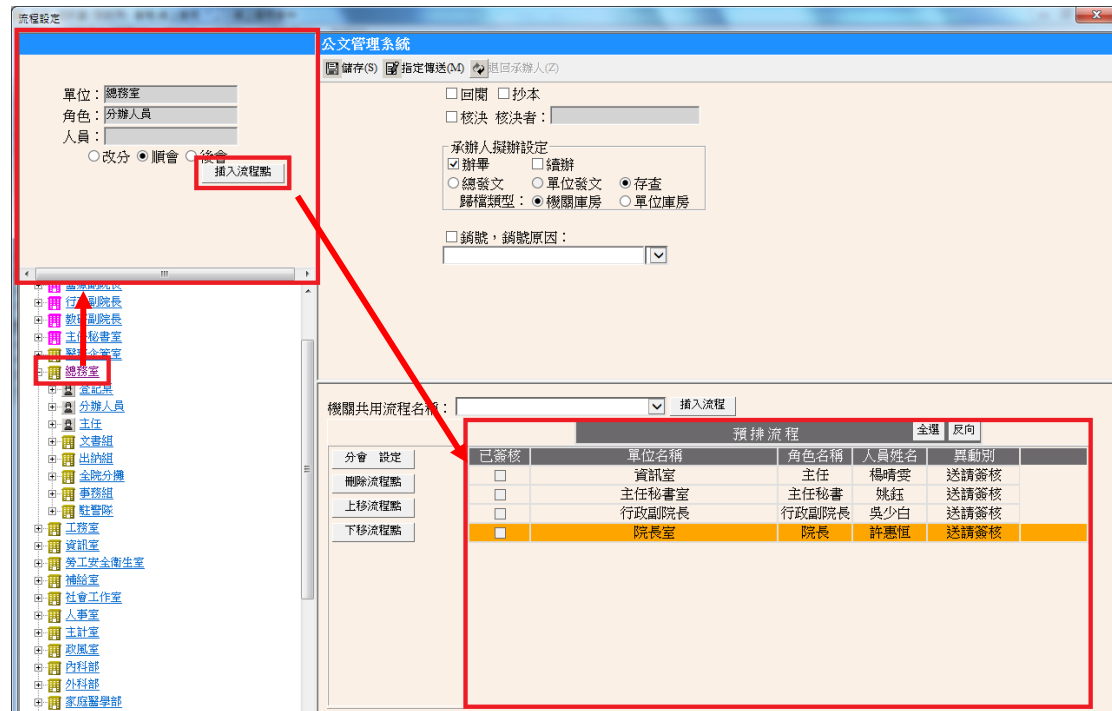 流程設定
單位：總務室
角色：分辦人員
人員：
改分 順會 後會
插入流程點
行政副院長
教研副院長
主任秘書室
醫務企管室
總務室
登記桌
分辦人員
主任
文書組
出納組
全院分攤
事務組
駐警隊
工務室
資訊室
勞工安全衛生室
補給室
社會工作室
人事室
主計室
政風室
內科部
外科部
家庭醫學部
公文管理系統
儲存(S) 指定傳送(M) 退回承辦人(Z)
回閱 抄本
核決 核決者：
承辦人擬辦設定
辦畢 續辦
總發文 單位發文 存查
歸檔類型： 機關庫房 單位庫房
銷號，銷號原因：
機關共用流程名稱： 插入流程
預排流程 全選 反向
分會 設定
刪除流程點
上移流程點
下移流程點
已簽核 單位名稱 角色名稱 人員姓名 異動別
資訊室 主任 楊晴雯 送請簽核
主任秘書室 主任秘書 姚鈺 送請簽核
行政副院長 行政副院長 吳少白 送請簽核
院長室 院長 許惠恒 送請簽核